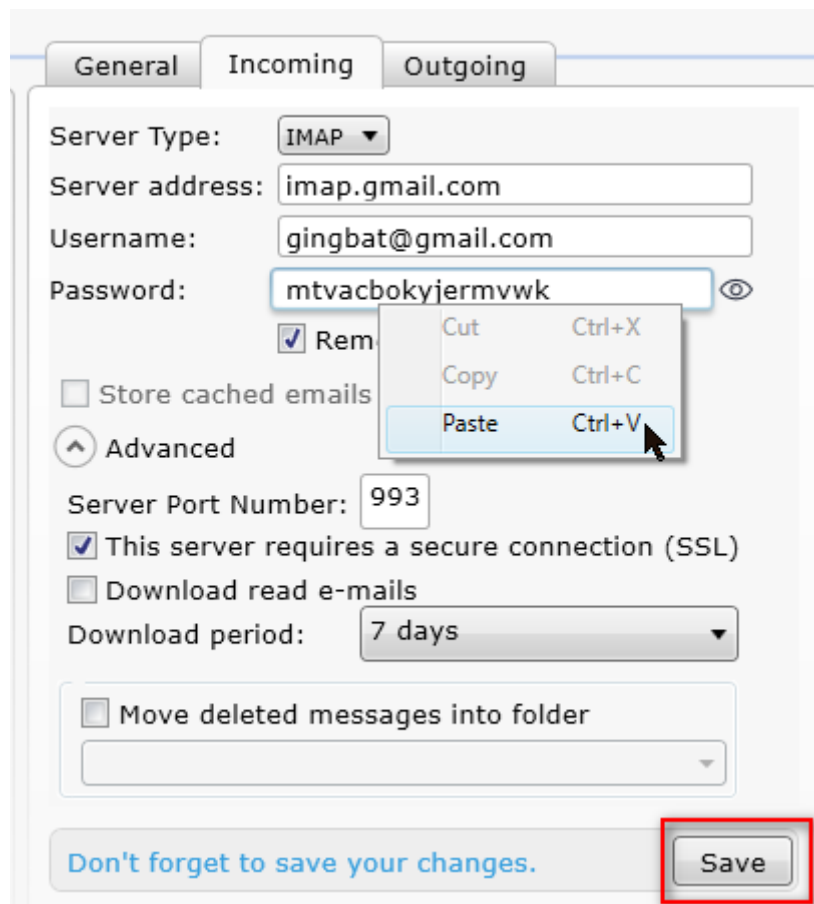 General Incoming Outgoing
Server Type: IMAP
Server address: imap.gmail.com
Username: gingbat@gmail.com
Password: mtvacbokyjermvwk
Rem
Cut Ctrl+X
Copy Ctrl+C
Paste Ctrl+V
Store cached emails
Advanced
Server Port Number: 993
This server requires a secure connection (SSL)
Download read e-mails
Download period: 7 days
Move deleted messages into folder
Don't forget to save your changes. Save